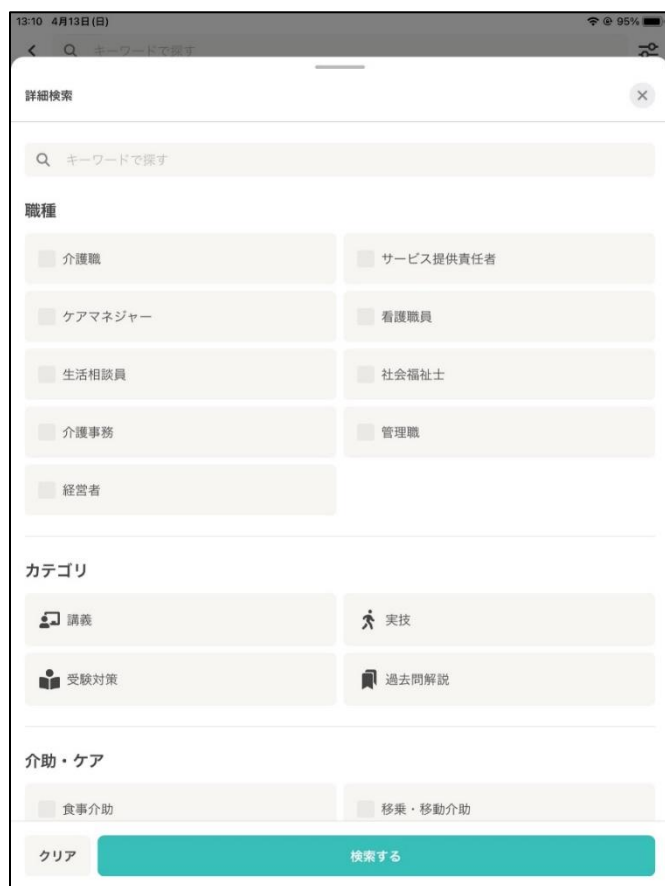 13:10 4月13日(日) 95%
キーワードで探す
詳細検索
キーワードで探す
職種
介護職 サービス提供責任者
ケアマネジャー 看護職員
生活相談員 社会福祉士
介護事務 管理職
経営者
カテゴリ
講義 実技
受験対策 過去問解説
介助・ケア
食事介助 移乗・移動介助
クリア 検索する